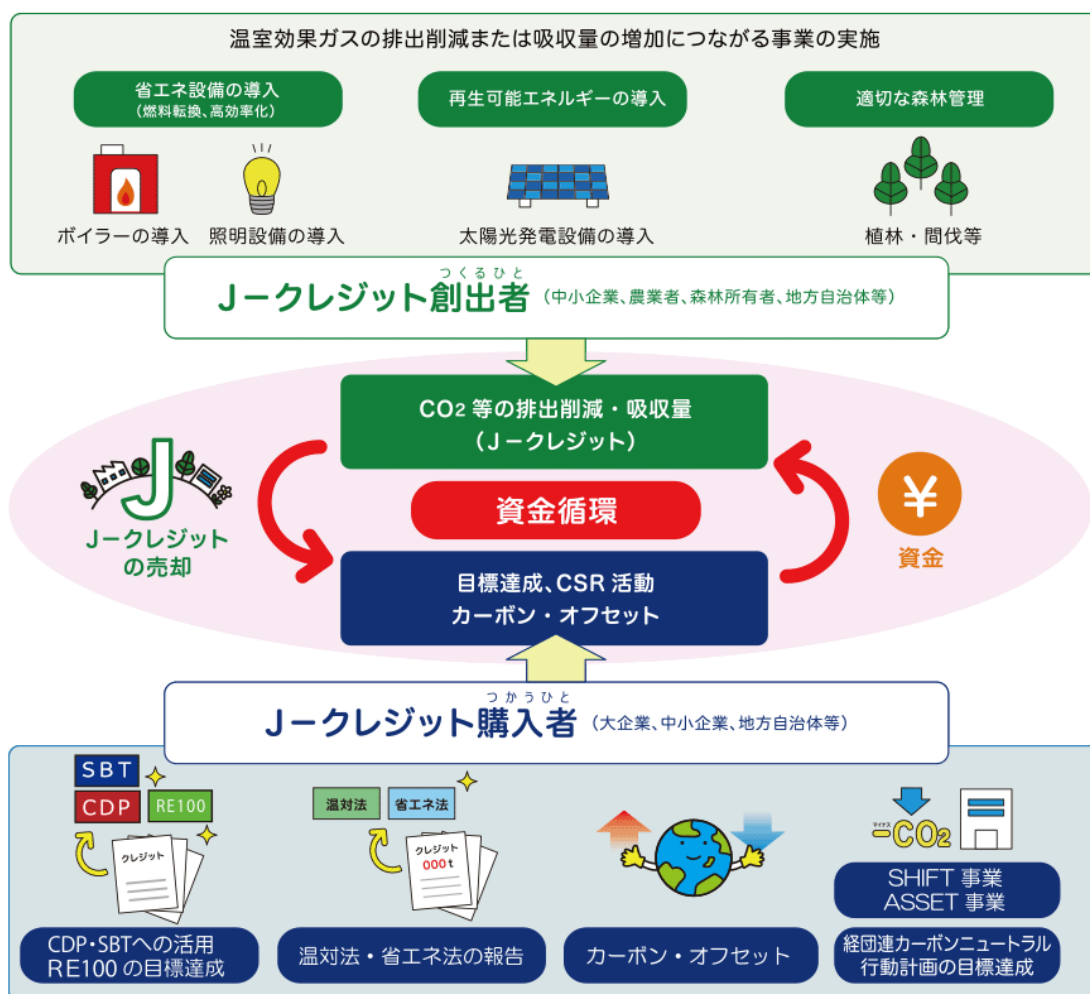 温室効果ガスの排出削減または吸収量の増加につながる事業の実施
省エネ設備の導入
(燃料転換、高効率化)
再生可能エネルギーの導入
適切な森林管理
ボイラーの導入
照明設備の導入
太陽光発電設備の導入
植林・間伐等
つくるひと
Jークレジット創出者(中小企業、農業者、森林所有者、地方自治体等)
CO2 等の排出削減・吸収量
(Jークレジット)
J
Jークレジット
の売却
資金循環
¥
資金
目標達成、CSR 活動
カーボン・オフセット
つかうひと
Jークレジット購入者(大企業、中小企業、地方自治体等)
SBT
CDP
RE100
クレジット
CDP・SBTへの活用
RE100 の目標達成
温対法
省エネ法
クレジット
000t
温対法・省エネ法の報告
カーボン・オフセット
マイナス
-CO2
SHIFT 事業
ASSET 事業
経団連カーボンニュートラル
行動計画の目標達成